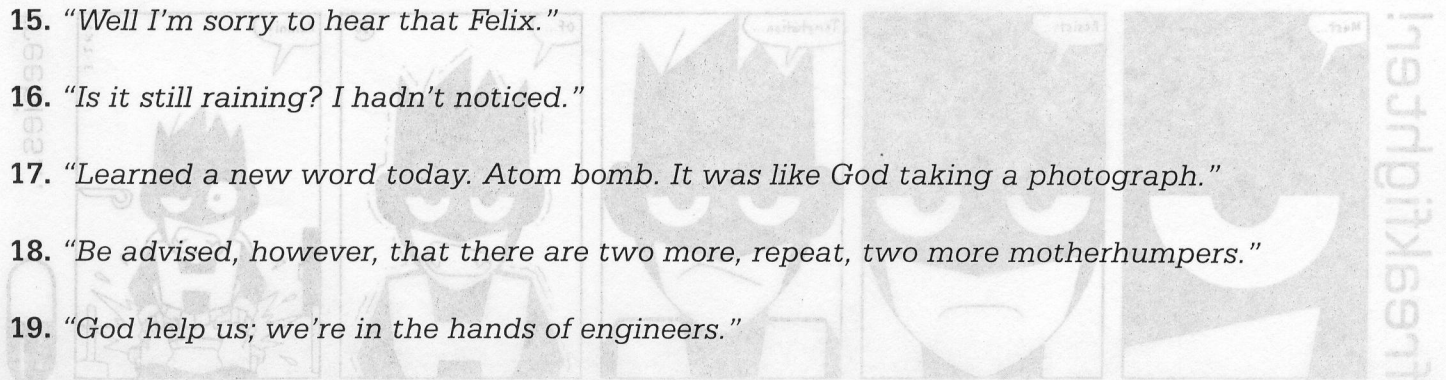 15. “Well I’m sorry to hear that Felix.”
16. “Is it still raining? I hadn’t noticed.”
17. “Learned a new word today. Atom bomb. It was like God taking a photograph.”
18. “Be advised, however, that there are two more, repeat, two more motherhumpers.”
19. “God help us; we’re in the hands of engineers.”
freakfighter!